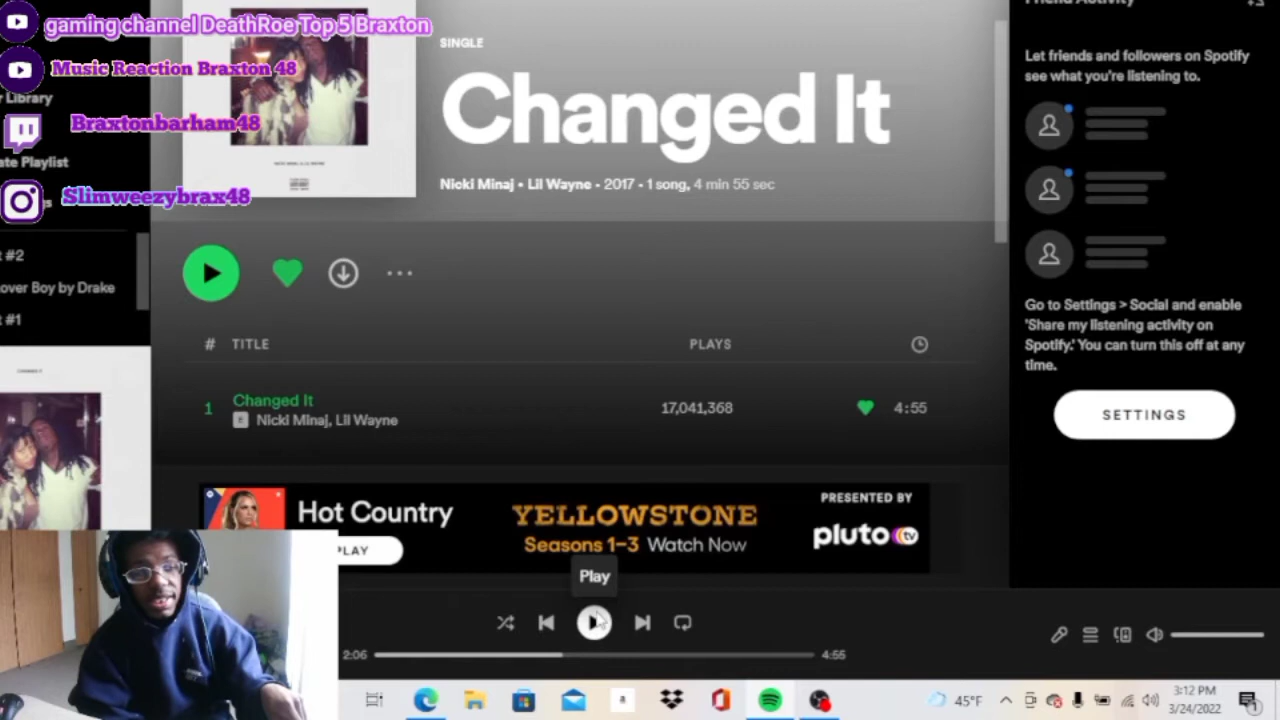 gaming channel DeathRoe Top 5 Braxton
Music Reaction Braxton 48
Braxtonbarham48
Slimweezybrax48
r Library
ate Playlist
s
t #2
over Boy by Drake
t #1
SINGLE
Changed It
Nicki Minaj • Lil Wayne • 2017 • 1 song, 4 min 55 sec
# TITLE PLAYS
1 Changed It 17,041,368 4:55
E Nicki Minaj, Lil Wayne
Hot Country
PLAY
YELLOWSTONE
Seasons 1–3 Watch Now
PRESENTED BY
pluto tv
Play
2:06 4:55
Friend Activity
Let friends and followers on Spotify
see what you're listening to.
Go to Settings > Social and enable
'Share my listening activity on
Spotify.' You can turn this off at any
time.
SETTINGS
45°F
3:12 PM
3/24/2022